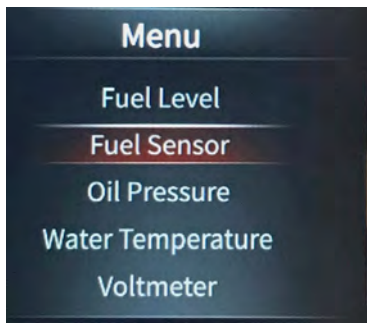 Menu
Fuel Level
Fuel Sensor
Oil Pressure
Water Temperature
Voltmeter